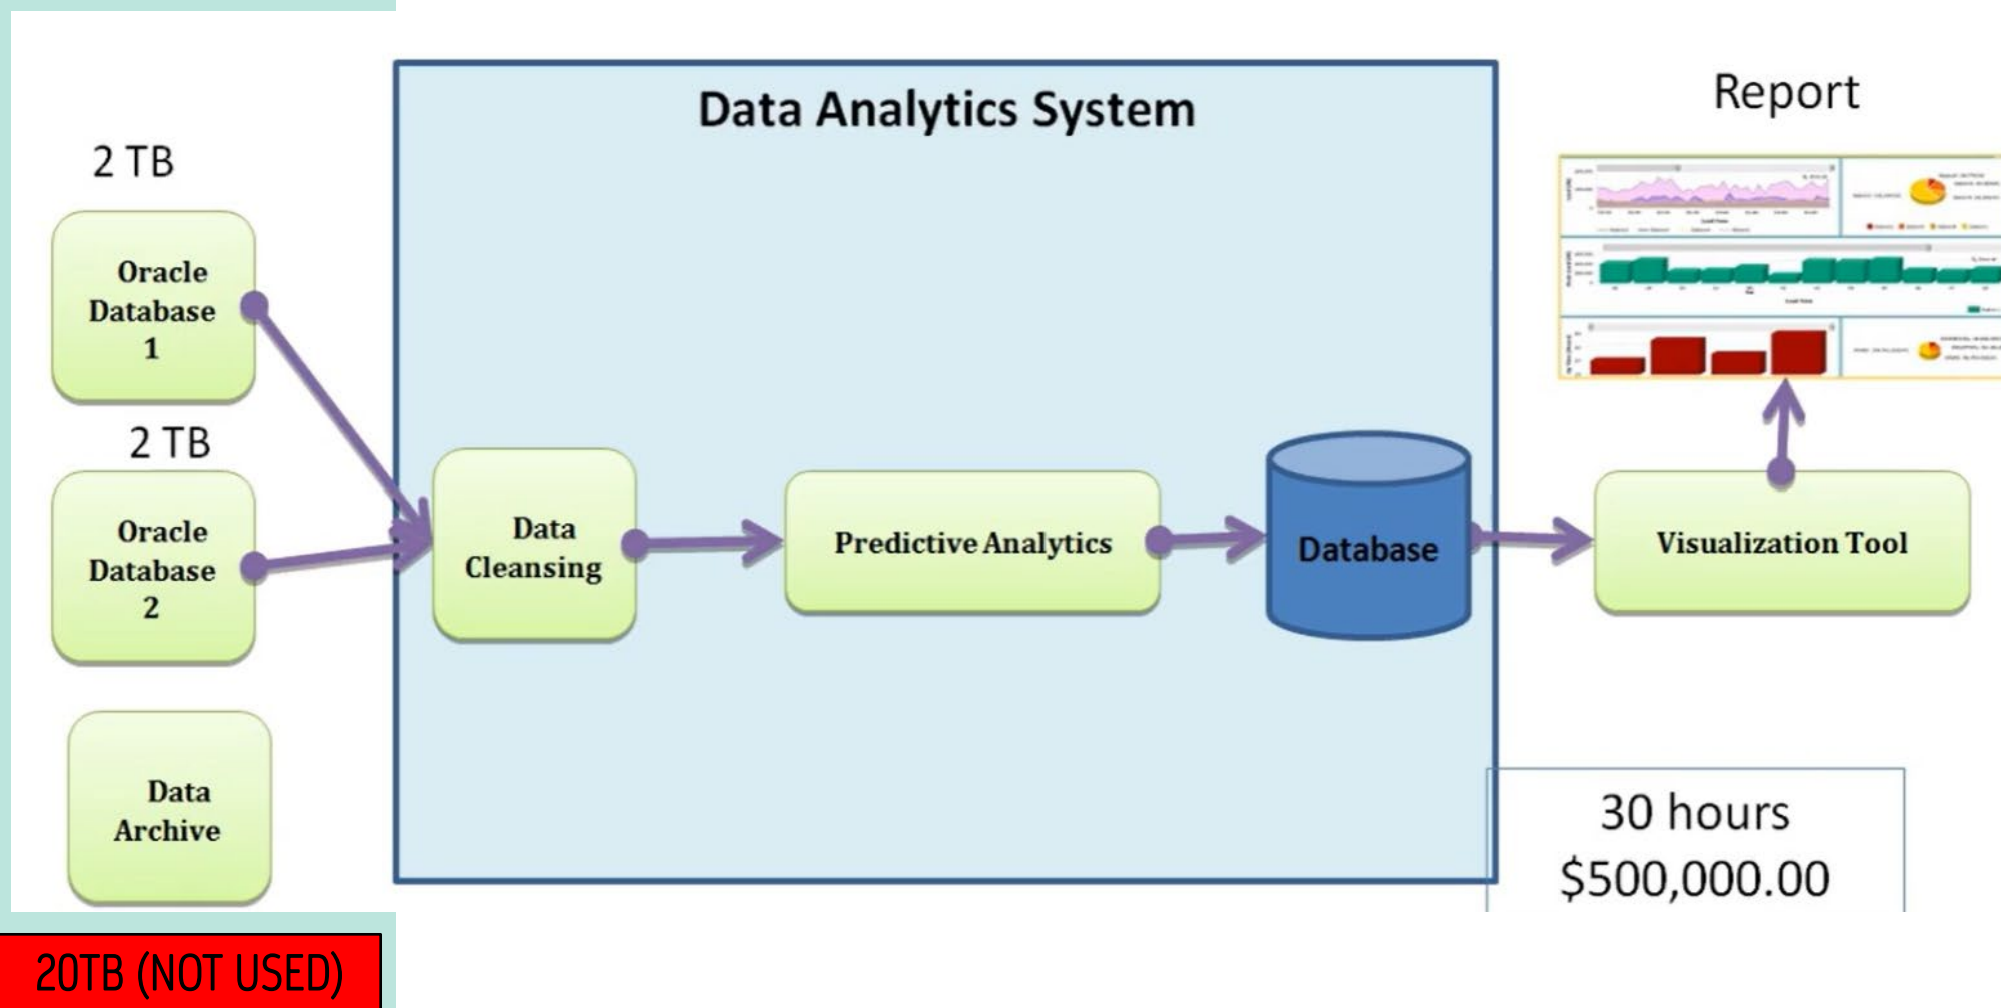 Data Analytics System
Report
2 TB
Oracle
Database
1
2 TB
Oracle
Database
2
Data
Cleansing
Predictive Analytics
Database
Visualization Tool
Data
Archive
30 hours
$500,000.00
20TB (NOT USED)